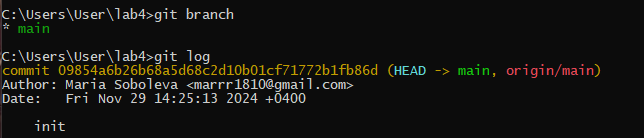 C:\Users\User\lab4>git branch
* main
C:\Users\User\lab4>git log
commit 09854a6b26b68a5d68c2d10b01cf71772b1fb86d (HEAD -> main, origin/main)
Author: Maria Soboleva <marrr1810@gmail.com>
Date:   Fri Nov 29 14:25:13 2024 +0400
    init